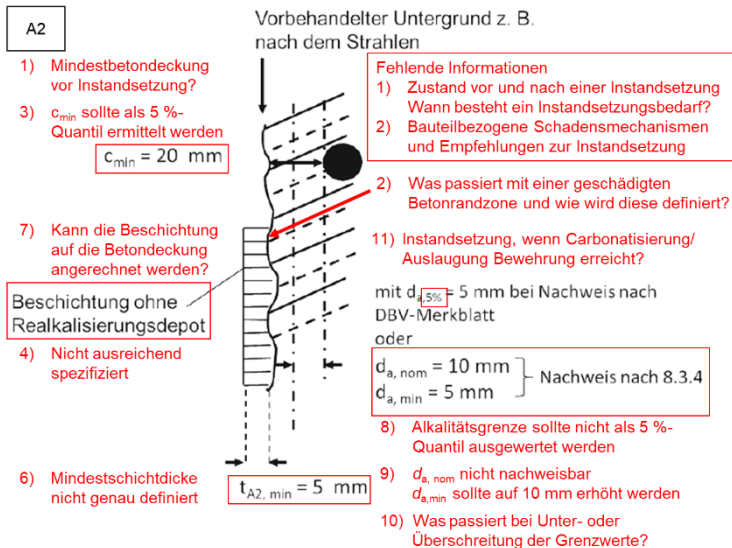 A2
Vorbehandelter Untergrund z. B.
nach dem Strahlen
1) Mindestbetondeckung
vor Instandsetzung?
3) cmin sollte als 5 %-
Quantil ermittelt werden
cmin = 20 mm
Fehlende Informationen
1) Zustand vor und nach einer Instandsetzung
Wann besteht ein Instandsetzungsbedarf?
2) Bauteilbezogene Schadensmechanismen
und Empfehlungen zur Instandsetzung
2) Was passiert mit einer geschädigten
Betonrandzone und wie wird diese definiert?
7) Kann die Beschichtung
auf die Betondeckung
angerechnet werden?
11) Instandsetzung, wenn Carbonatisierung/
Auslaugung Bewehrung erreicht?
Beschichtung ohne
Realkalisierungsdepot
mit da,5% = 5 mm bei Nachweis nach
DBV-Merkblatt
oder
4) Nicht ausreichend
spezifiziert
da, nom = 10 mm
da, min = 5 mm
Nachweis nach 8.3.4
8) Alkalitätsgrenze sollte nicht als 5 %-
Quantil ausgewertet werden
6) Mindestschichtdicke
nicht genau definiert
tA2, min = 5 mm
9) da, nom nicht nachweisbar
da,min sollte auf 10 mm erhöht werden
10) Was passiert bei Unter- oder
Überschreitung der Grenzwerte?